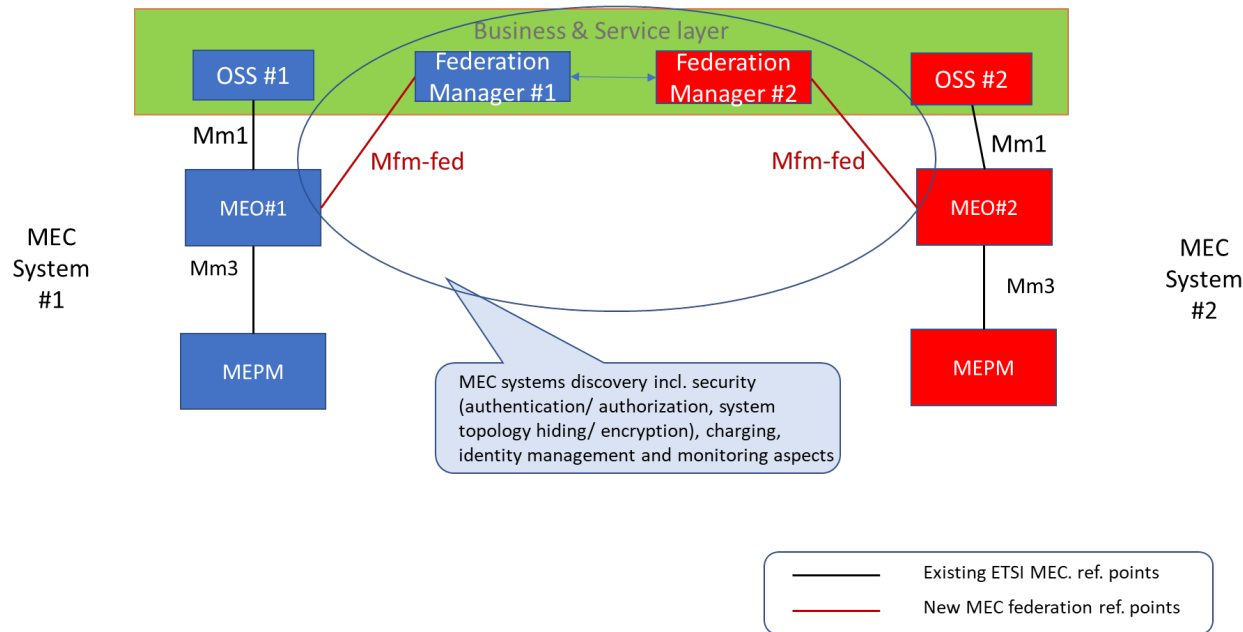 Business & Service layer
OSS #1
Federation
Manager #1
Federation
Manager #2
OSS #2
Mm1
Mfm-fed
Mfm-fed
Mm1
MEO#1
MEO#2
MEC
System
#1
Mm3
Mm3
MEC
System
#2
MEPM
MEPM
MEC systems discovery incl. security
(authentication/ authorization, system
topology hiding/ encryption), charging,
identity management and monitoring aspects
Existing ETSI MEC. ref. points
New MEC federation ref. points